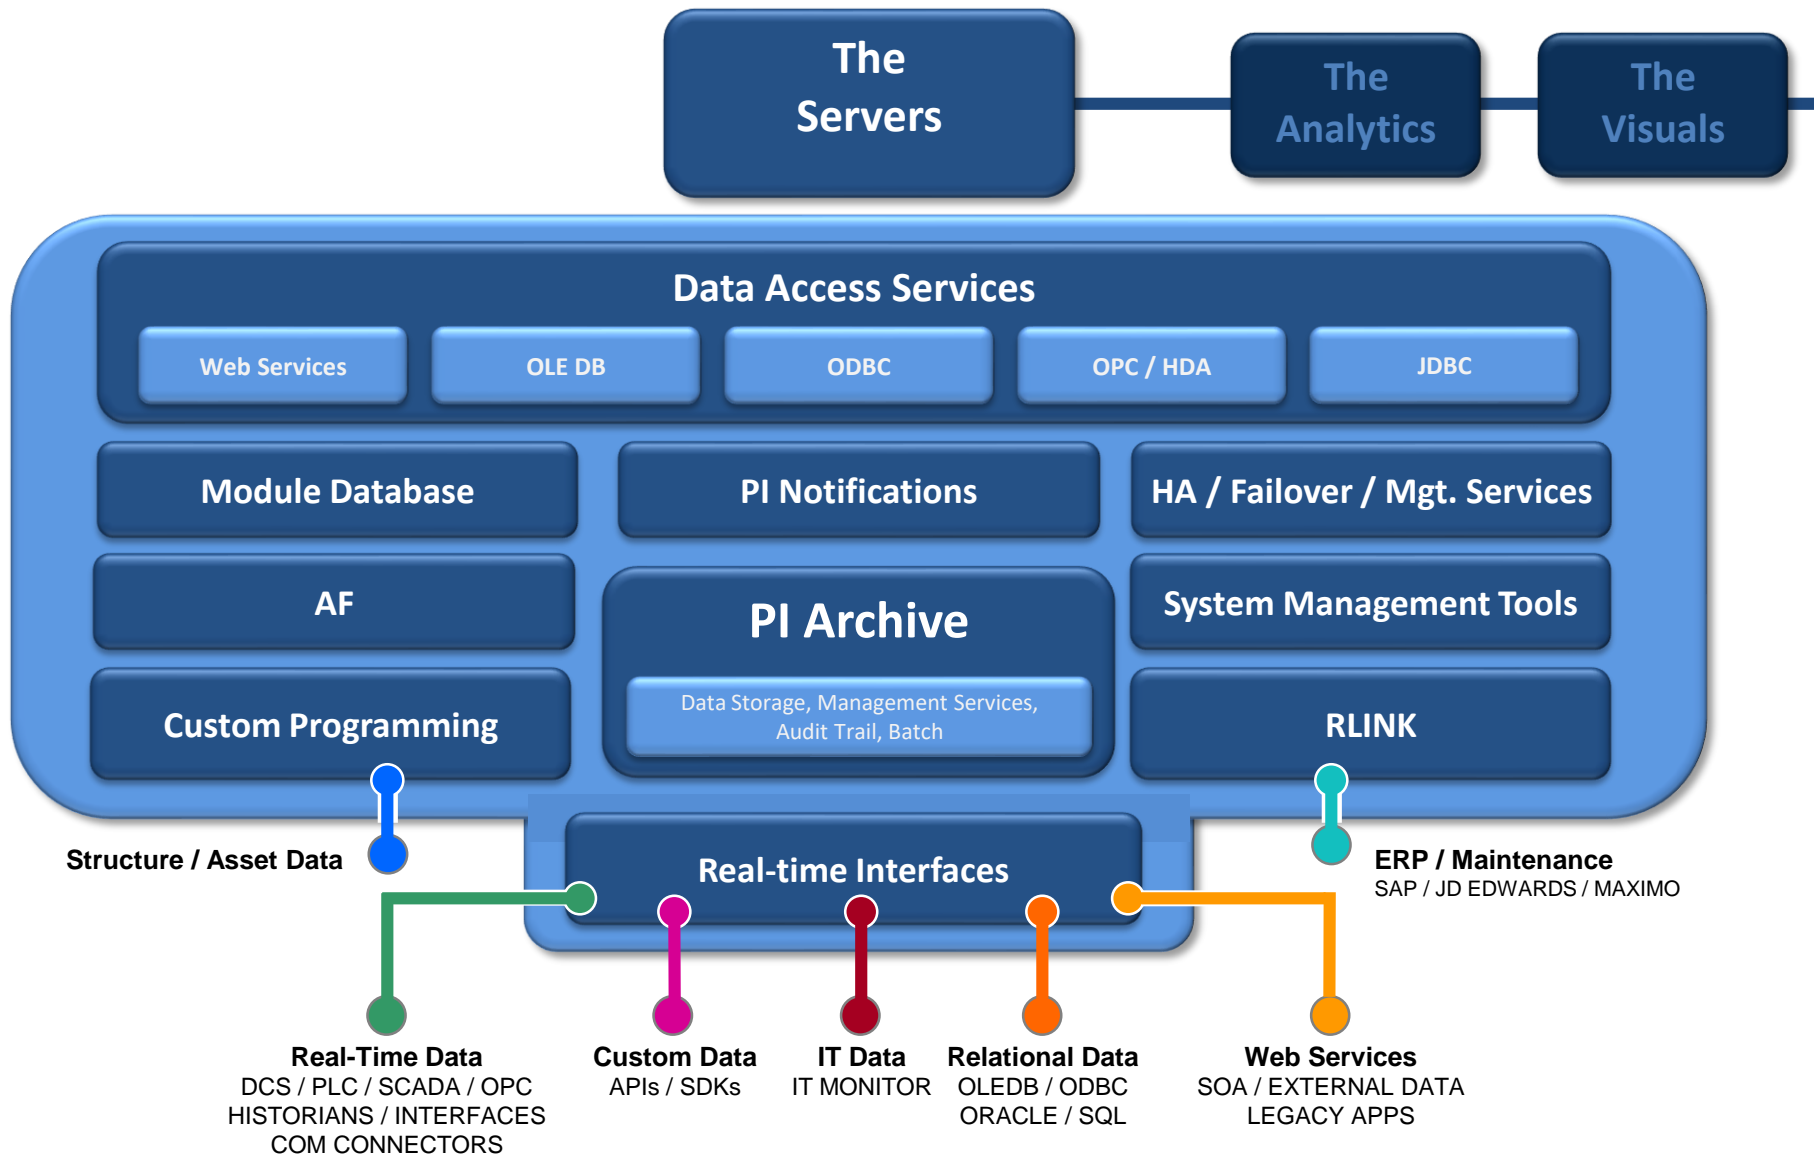 The
Servers
The
Analytics
The
Visuals
Data Access Services
Web Services
OLE DB
ODBC
OPC / HDA
JDBC
Module Database
PI Notifications
HA / Failover / Mgt. Services
AF
PI Archive
System Management Tools
Data Storage, Management Services,
Audit Trail, Batch
Custom Programming
RLINK
Structure / Asset Data
Real-time Interfaces
ERP / Maintenance
SAP / JD EDWARDS / MAXIMO
Real-Time Data
DCS / PLC / SCADA / OPC
HISTORIANS / INTERFACES
COM CONNECTORS
Custom Data
APIs / SDKs
IT Data
IT MONITOR
Relational Data
OLEDB / ODBC
ORACLE / SQL
Web Services
SOA / EXTERNAL DATA
LEGACY APPS